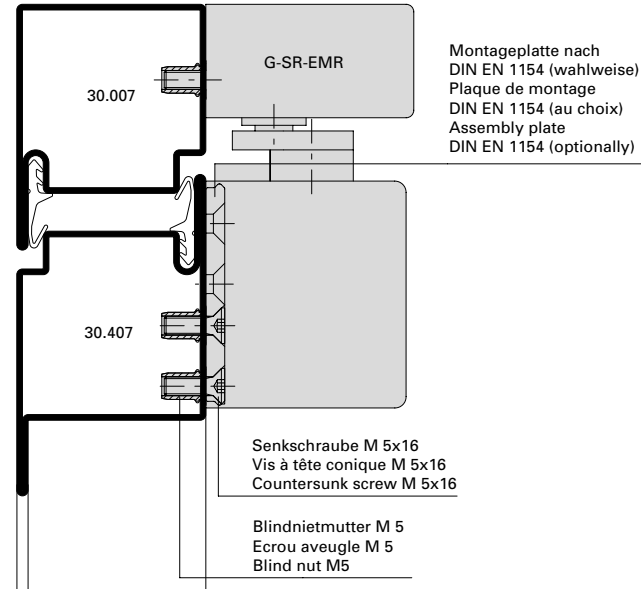 G-SR-EMR
30.007
Montageplatte nach
DIN EN 1154 (wahlweise)
Plaque de montage
DIN EN 1154 (au choix)
Assembly plate
DIN EN 1154 (optionally)
30.407
Senkschraube M 5x16
Vis à tête conique M 5x16
Countersunk screw M 5x16
Blindnietmutter M 5
Ecrou aveugle M 5
Blind nut M5